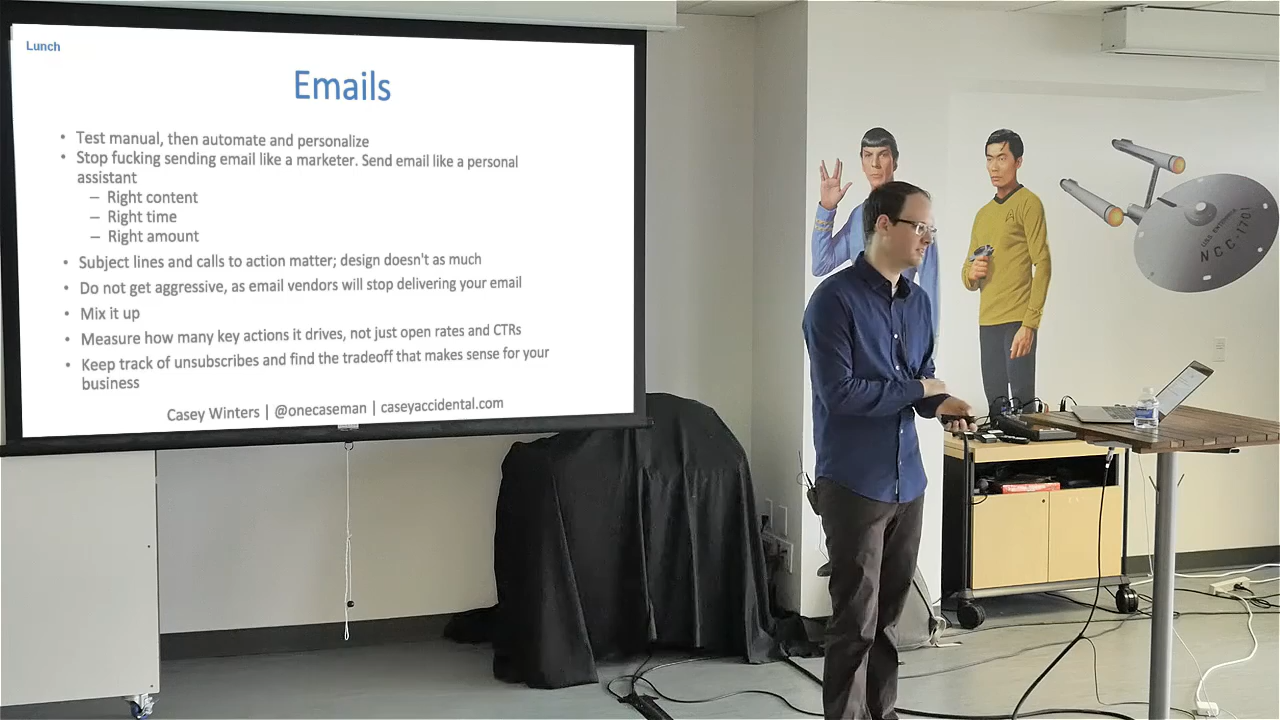 Lunch
Emails
• Test manual, then automate and personalize
• Stop fucking sending email like a marketer. Send email like a personal
assistant
– Right content
– Right time
– Right amount
• Subject lines and calls to action matter; design doesn't as much
• Do not get aggressive, as email vendors will stop delivering your email
• Mix it up
• Measure how many key actions it drives, not just open rates and CTRs
• Keep track of unsubscribes and find the tradeoff that makes sense for your
business
Casey Winters | @onecaseman | caseyaccidental.com
U.S.S. ENTERPRISE
NCC-1701